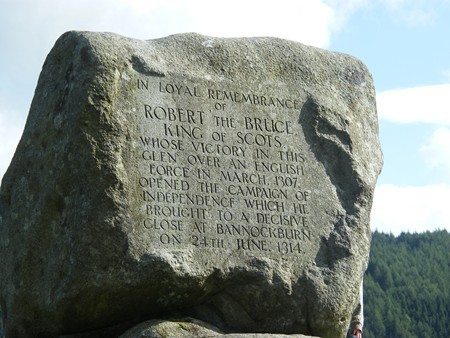 IN LOYAL REMEMBRANCE
OF
ROBERT THE BRUCE
KING OF SCOTS
WHOSE VICTORY IN THIS
GLEN OVER AN ENGLISH
FORCE IN MARCH, 1307,
OPENED THE CAMPAIGN OF
INDEPENDENCE WHICH HE
BROUGHT TO A DECISIVE
CLOSE AT BANNOCKBURN
ON 24TH JUNE, 1314.